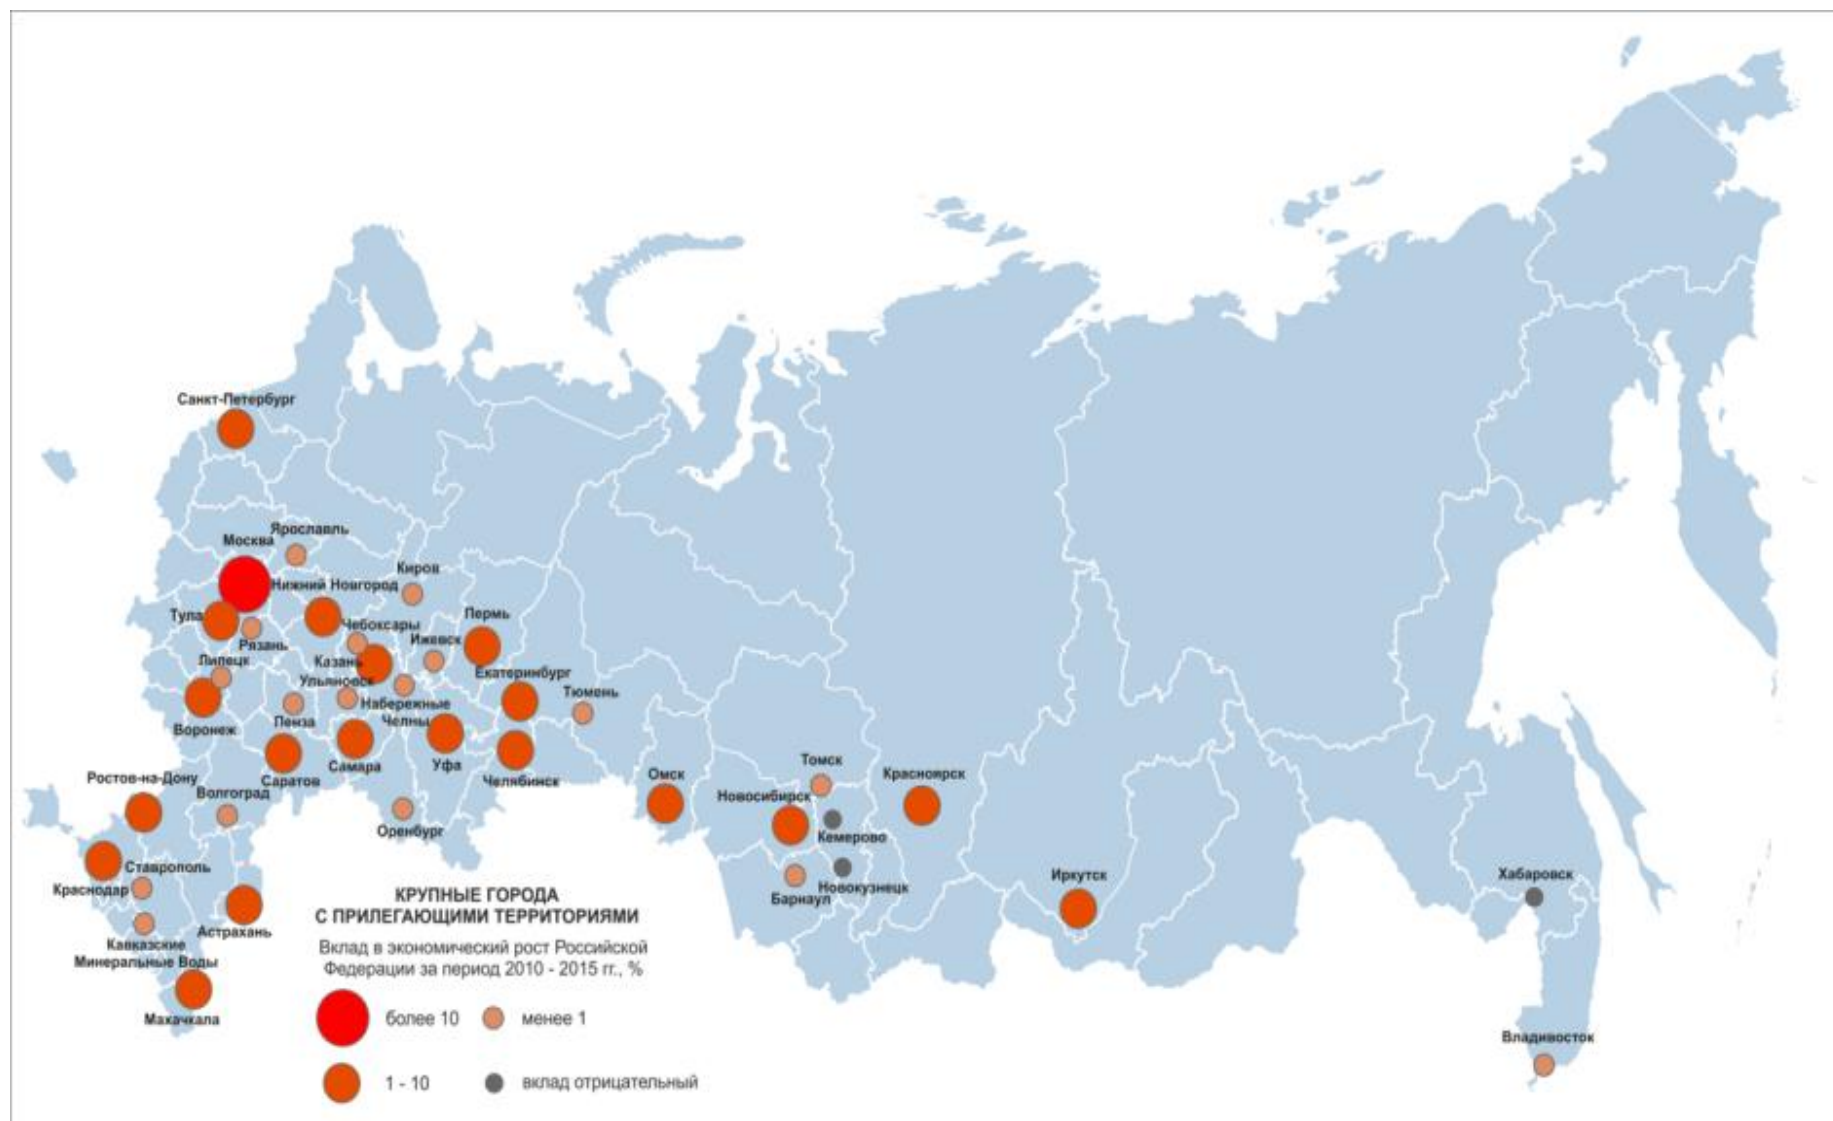 Санкт-Петербург
Ярославль
Москва
Киров
Нижний Новгород
Тула
Пермь
Чебоксары
Ижевск
Рязань
Липецк
Казань
Екатеринбург
Ульяновск
Тюмень
Набережные
Челны
Пенза
Воронеж
Самара
Уфа
Саратов
Челябинск
Ростов-на-Дону
Волгоград
Оренбург
Омск
Томск
Красноярск
Новосибирск
Кемерово
Новокузнецк
Барнаул
Иркутск
Хабаровск
Владивосток
Ставрополь
Краснодар
Астрахань
Кавказские
Минеральные Воды
Махачкала
КРУПНЫЕ ГОРОДА
С ПРИЛЕГАЮЩИМИ ТЕРРИТОРИЯМИ
Вклад в экономический рост Российской
Федерации за период 2010 - 2015 гг., %
более 10
менее 1
1 - 10
вклад отрицательный